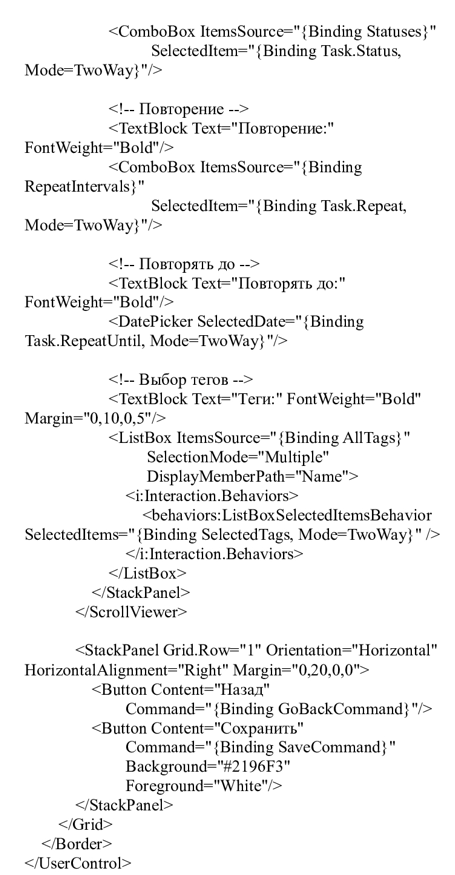 <ComboBox ItemsSource="{Binding Statuses}"
SelectedItem="{Binding Task.Status,
Mode=TwoWay}"/>
<!-- Повторение -->
<TextBlock Text="Повторение:"
FontWeight="Bold"/>
<ComboBox ItemsSource="{Binding
RepeatIntervals}"
SelectedItem="{Binding Task.Repeat,
Mode=TwoWay}"/>
<!-- Повторять до -->
<TextBlock Text="Повторять до:"
FontWeight="Bold"/>
<DatePicker SelectedDate="{Binding
Task.RepeatUntil, Mode=TwoWay}"/>
<!-- Выбор тегов -->
<TextBlock Text="Теги:" FontWeight="Bold"
Margin="0,10,0,5"/>
<ListBox ItemsSource="{Binding AllTags}"
SelectionMode="Multiple"
DisplayMemberPath="Name">
<i:Interaction.Behaviors>
<behaviors:ListBoxSelectedItemsBehavior
SelectedItems="{Binding SelectedTags, Mode=TwoWay}" />
</i:Interaction.Behaviors>
</ListBox>
</StackPanel>
</ScrollViewer>
<StackPanel Grid.Row="1" Orientation="Horizontal"
HorizontalAlignment="Right" Margin="0,20,0,0">
<Button Content="Назад"
Command="{Binding GoBackCommand}"/>
<Button Content="Сохранить"
Command="{Binding SaveCommand}"
Background="#2196F3"
Foreground="White"/>
</StackPanel>
</Grid>
</Border>
</UserControl>